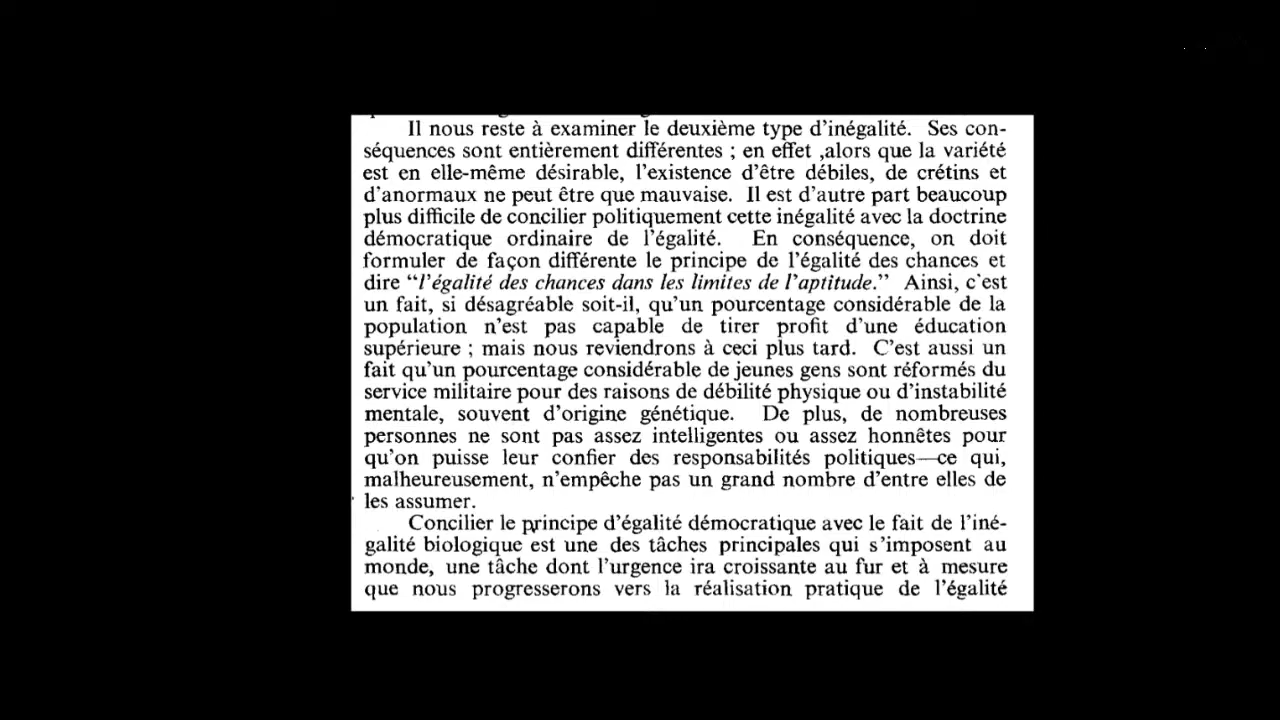 Il nous reste à examiner le deuxième type d'inégalité. Ses con-
séquences sont entièrement différentes ; en effet ,alors que la variété
est en elle-même désirable, l'existence d'être débiles, de crétins et
d'anormaux ne peut être que mauvaise. Il est d'autre part beaucoup
plus difficile de concilier politiquement cette inégalité avec la doctrine
démocratique ordinaire de l'égalité. En conséquence, on doit
formuler de façon différente le principe de l'égalité des chances et
dire “l'égalité des chances dans les limites de l'aptitude.” Ainsi, c'est
un fait, si désagréable soit-il, qu'un pourcentage considérable de la
population n'est pas capable de tirer profit d'une éducation
supérieure ; mais nous reviendrons à ceci plus tard. C'est aussi un
fait qu'un pourcentage considérable de jeunes gens sont réformés du
service militaire pour des raisons de débilité physique ou d'instabilité
mentale, souvent d'origine génétique. De plus, de nombreuses
personnes ne sont pas assez intelligentes ou assez honnêtes pour
qu'on puisse leur confier des responsabilités politiques—ce qui,
malheureusement, n'empêche pas un grand nombre d'entre elles de
les assumer.
Concilier le principe d'égalité démocratique avec le fait de l'iné-
galité biologique est une des tâches principales qui s'imposent au
monde, une tâche dont l'urgence ira croissante au fur et à mesure
que nous progresserons vers la réalisation pratique de l'égalité